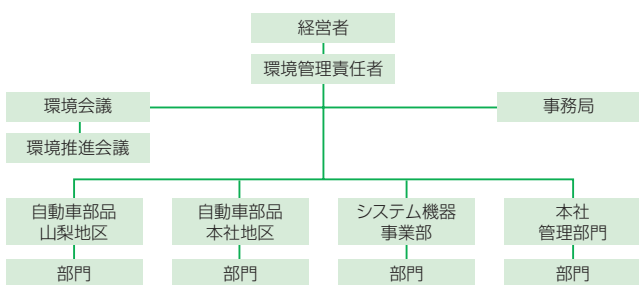 経営者
環境管理責任者
環境会議
事務局
環境推進会議
自動車部品
山梨地区
自動車部品
本社地区
システム機器
事業部
本社
管理部門
部門
部門
部門
部門